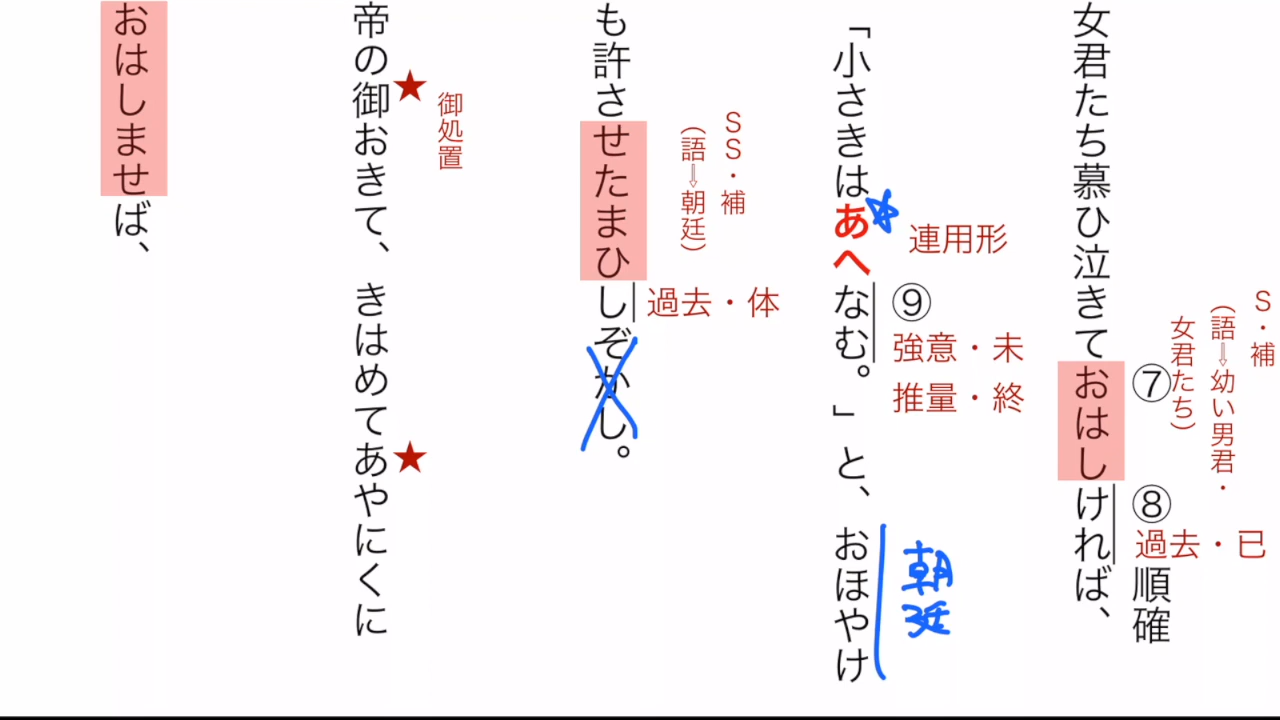 Ｓ・補
（語⇨幼い男君・
女君たち）
⑦
⑧
過去・已
順確
女君たち慕ひ泣きておはしければ、
連用形
⑨
強意・未
推量・終
朝廷
「小さきはあへなむ。」と、おほやけ
ＳＳ・補
（語⇨朝廷）
過去・体
も許させたまひしぞかし。
御処置
★
★
帝の御おきて、きはめてあやにくに
おはしませば、